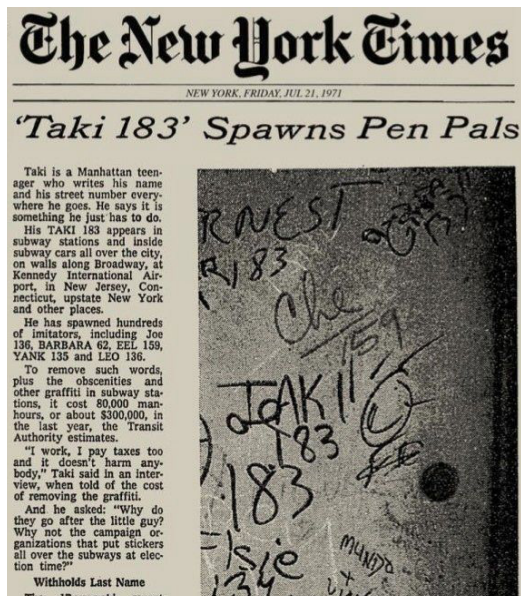 The New York Times
NEW YORK, FRIDAY, JUL 21, 1971
‘Taki 183’ Spawns Pen Pals
Taki is a Manhattan teen-
ager who writes his name
and his street number every-
where he goes. He says it is
something he just has to do.
His TAKI 183 appears in
subway stations and inside
subway cars all over the city,
on walls along Broadway, at
Kennedy International Air-
port, in New Jersey, Con-
necticut, upstate New York
and other places.
He has spawned hundreds
of imitators, including Joe
136, BARBARA 62, EEL 159,
YANK 135 and LEO 136.
To remove such words,
plus the obscenities and
other graffiti in subway sta-
tions, it cost 80,000 man-
hours, or about $300,000, in
the last year, the Transit
Authority estimates.
"I work, I pay taxes too
and it doesn't harm any-
body," Taki said in an inter-
view, when told of the cost
of removing the graffiti.
And he asked: "Why do
they go after the little guy?
Why not the campaign or-
ganizations that put stickers
all over the subways at elec-
tion time?"
Withholds Last Name
RNEST
183
Che
159
TAKI
183
183
MUNDO
+